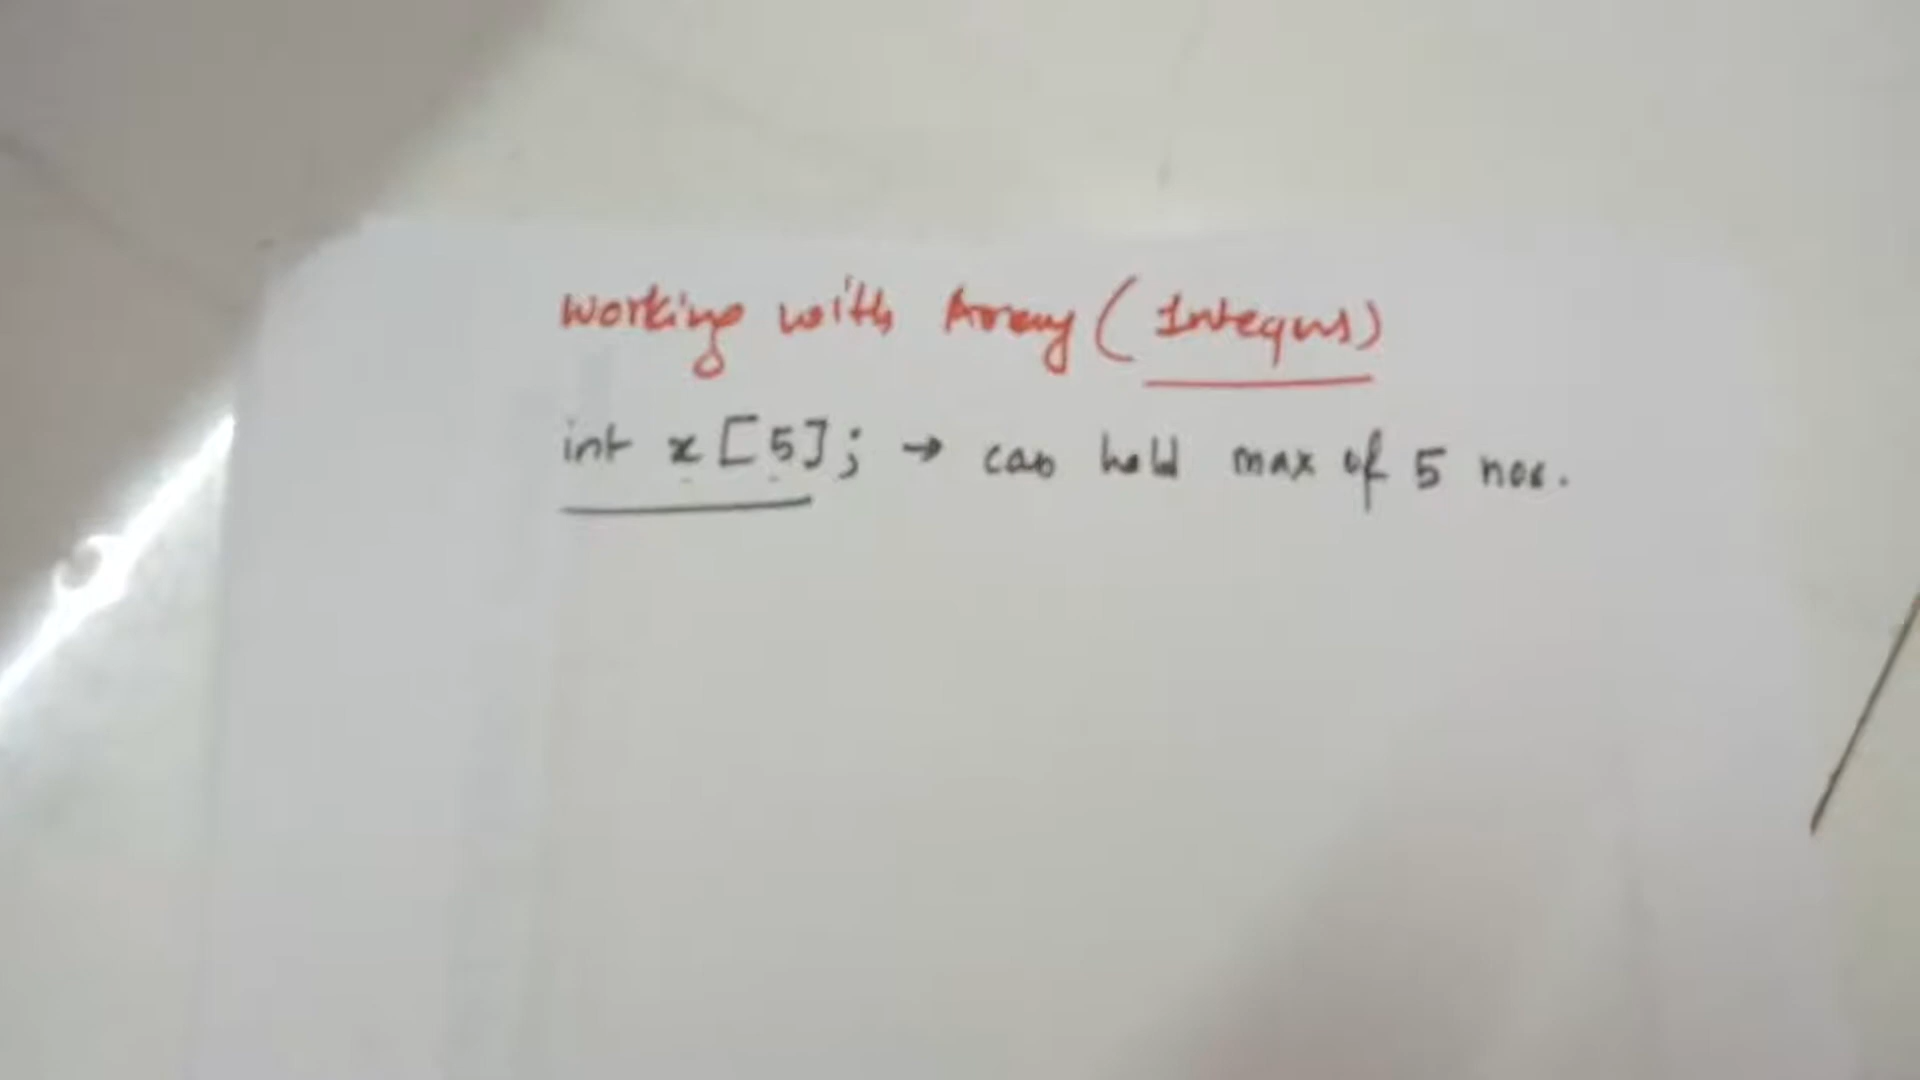 working with Array (Integers)
int x[5]; → can hold max of 5 nos.